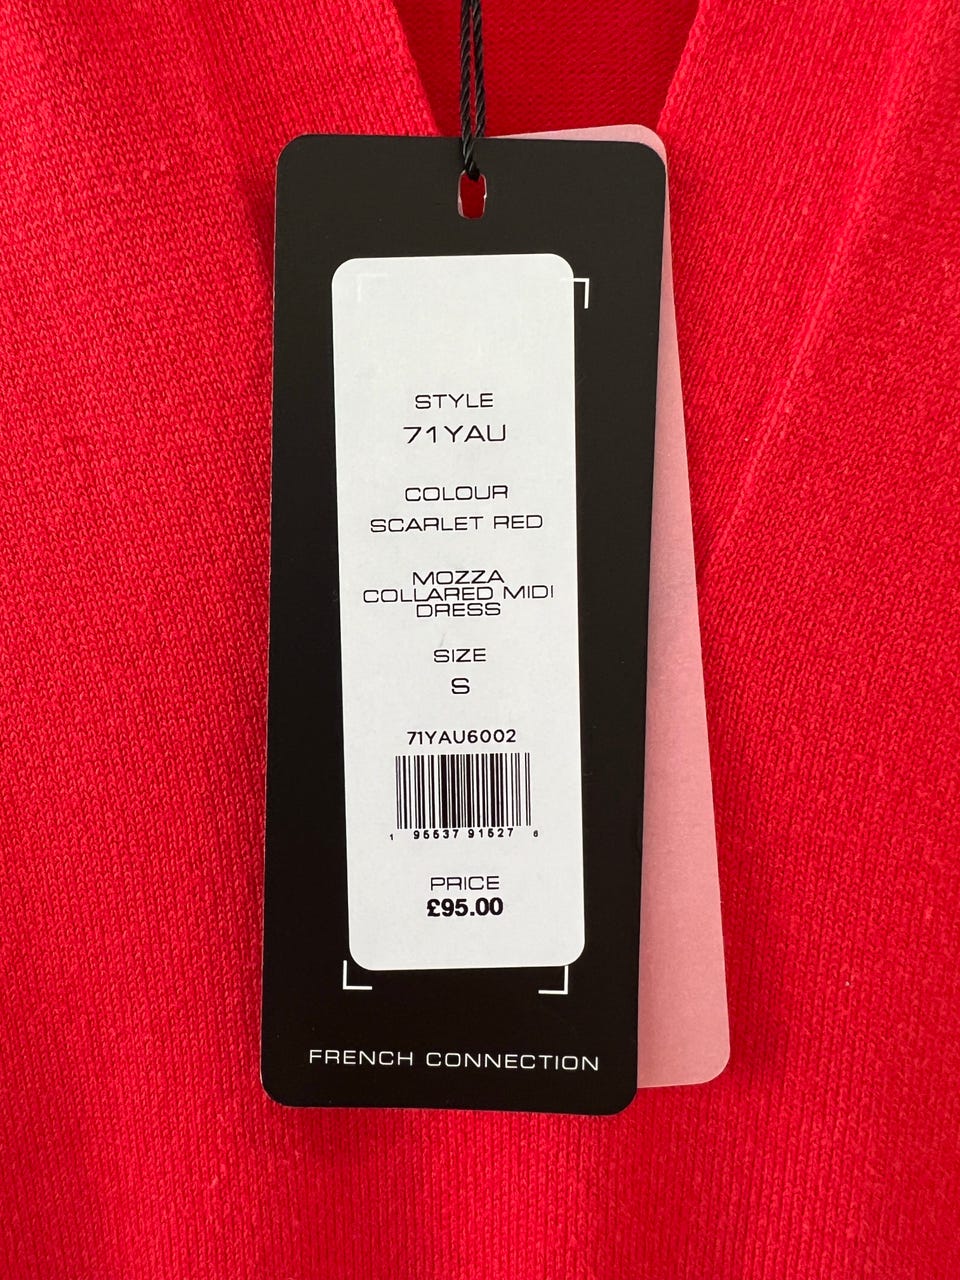 STYLE
71YAU
COLOUR
SCARLET RED
MOZZA
COLLARED MIDI
DRESS
SIZE
S
71YAU6002
1 95537 91527 6
PRICE
£95.00
FRENCH CONNECTION